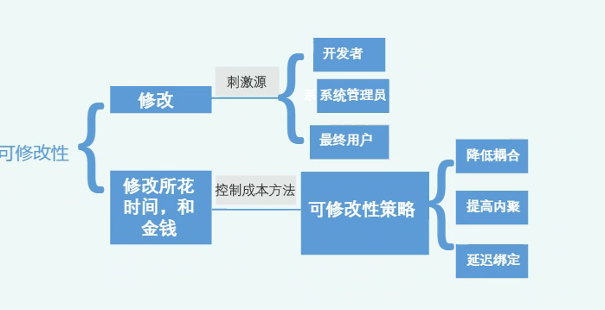 可修改性
修改
刺激源
开发者
系统管理员
最终用户
修改所花
时间，和
金钱
控制成本方法
可修改性策略
降低耦合
提高内聚
延迟绑定